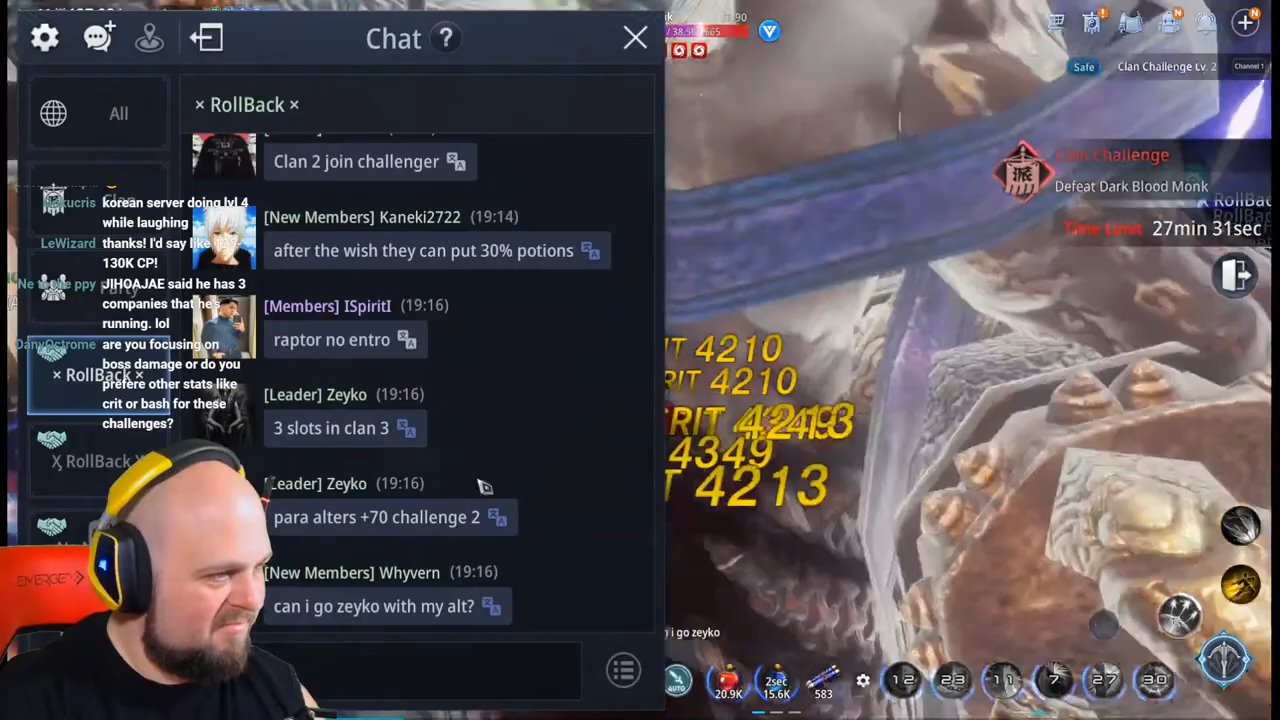 Chat ?
All
× RollBack ×
Clan 2 join challenger
[New Members] Kaneki2722 (19:14)
after the wish they can put 30% potions
[Members] ISpiritI (19:16)
raptor no entro
[Leader] Zeyko (19:16)
3 slots in clan 3
Leader] Zeyko (19:16)
para alters +70 challenge 2
[New Members] Whyvern (19:16)
can i go zeyko with my alt?
korean server doing lvl 4
while laughing
LeWizard thanks! I'd say like
130K CP!
JIHOAJAE said he has 3
companies that he's
running. lol
are you focusing on
boss damage or do you
prefere other stats like
crit or bash for these
challenges?
× RollBack ×
X RollBack X
EMERGE
Safe Clan Challenge Lv. 2 Channel 1
Clan Challenge
Defeat Dark Blood Monk
Time Limit 27min 31sec
4210
4210
4349
4213
i go zeyko
AUTO
20.9K
2sec
15.6K
583
12
23
11
7
27
30